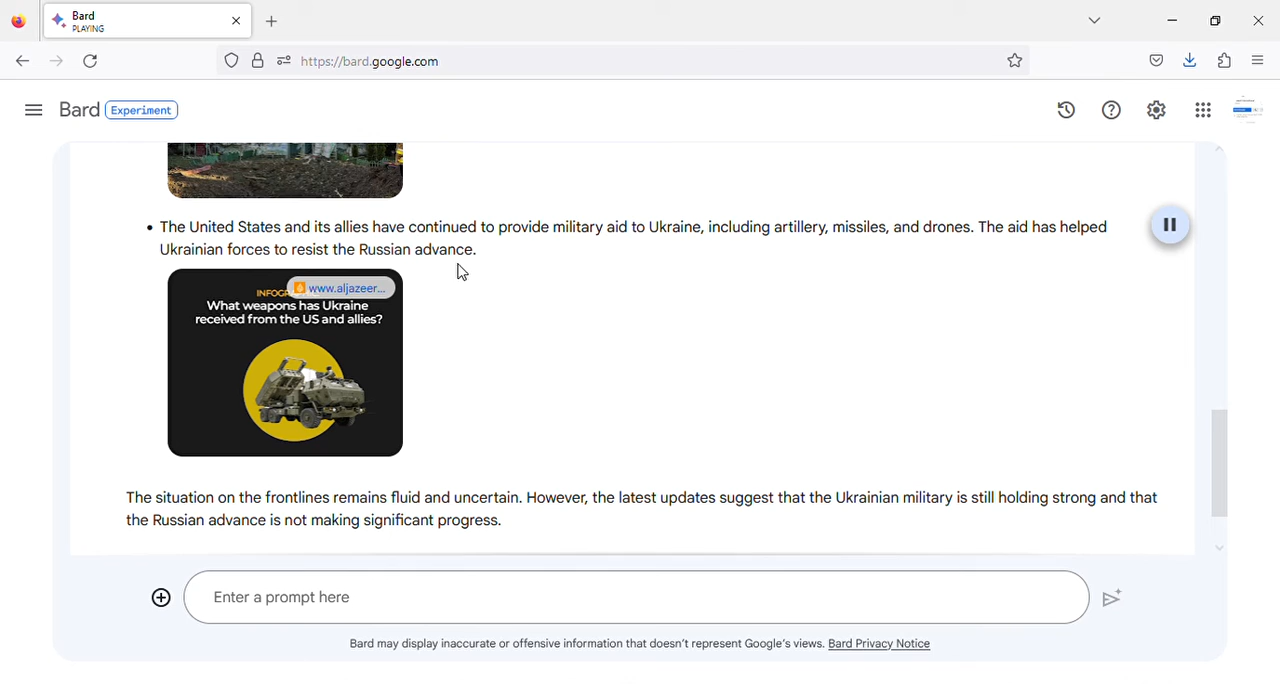 Bard
PLAYING
https://bard.google.com
Bard Experiment
• The United States and its allies have continued to provide military aid to Ukraine, including artillery, missiles, and drones. The aid has helped
Ukrainian forces to resist the Russian advance.
INFOGR
www.aljazeer...
What weapons has Ukraine
received from the US and allies?
The situation on the frontlines remains fluid and uncertain. However, the latest updates suggest that the Ukrainian military is still holding strong and that
the Russian advance is not making significant progress.
Enter a prompt here
Bard may display inaccurate or offensive information that doesn't represent Google's views. Bard Privacy Notice